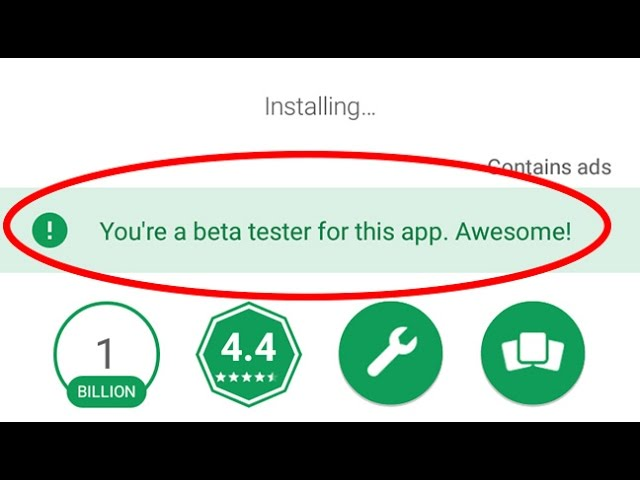 Installing...
Contains ads
! You're a beta tester for this app. Awesome!
1
BILLION
4.4